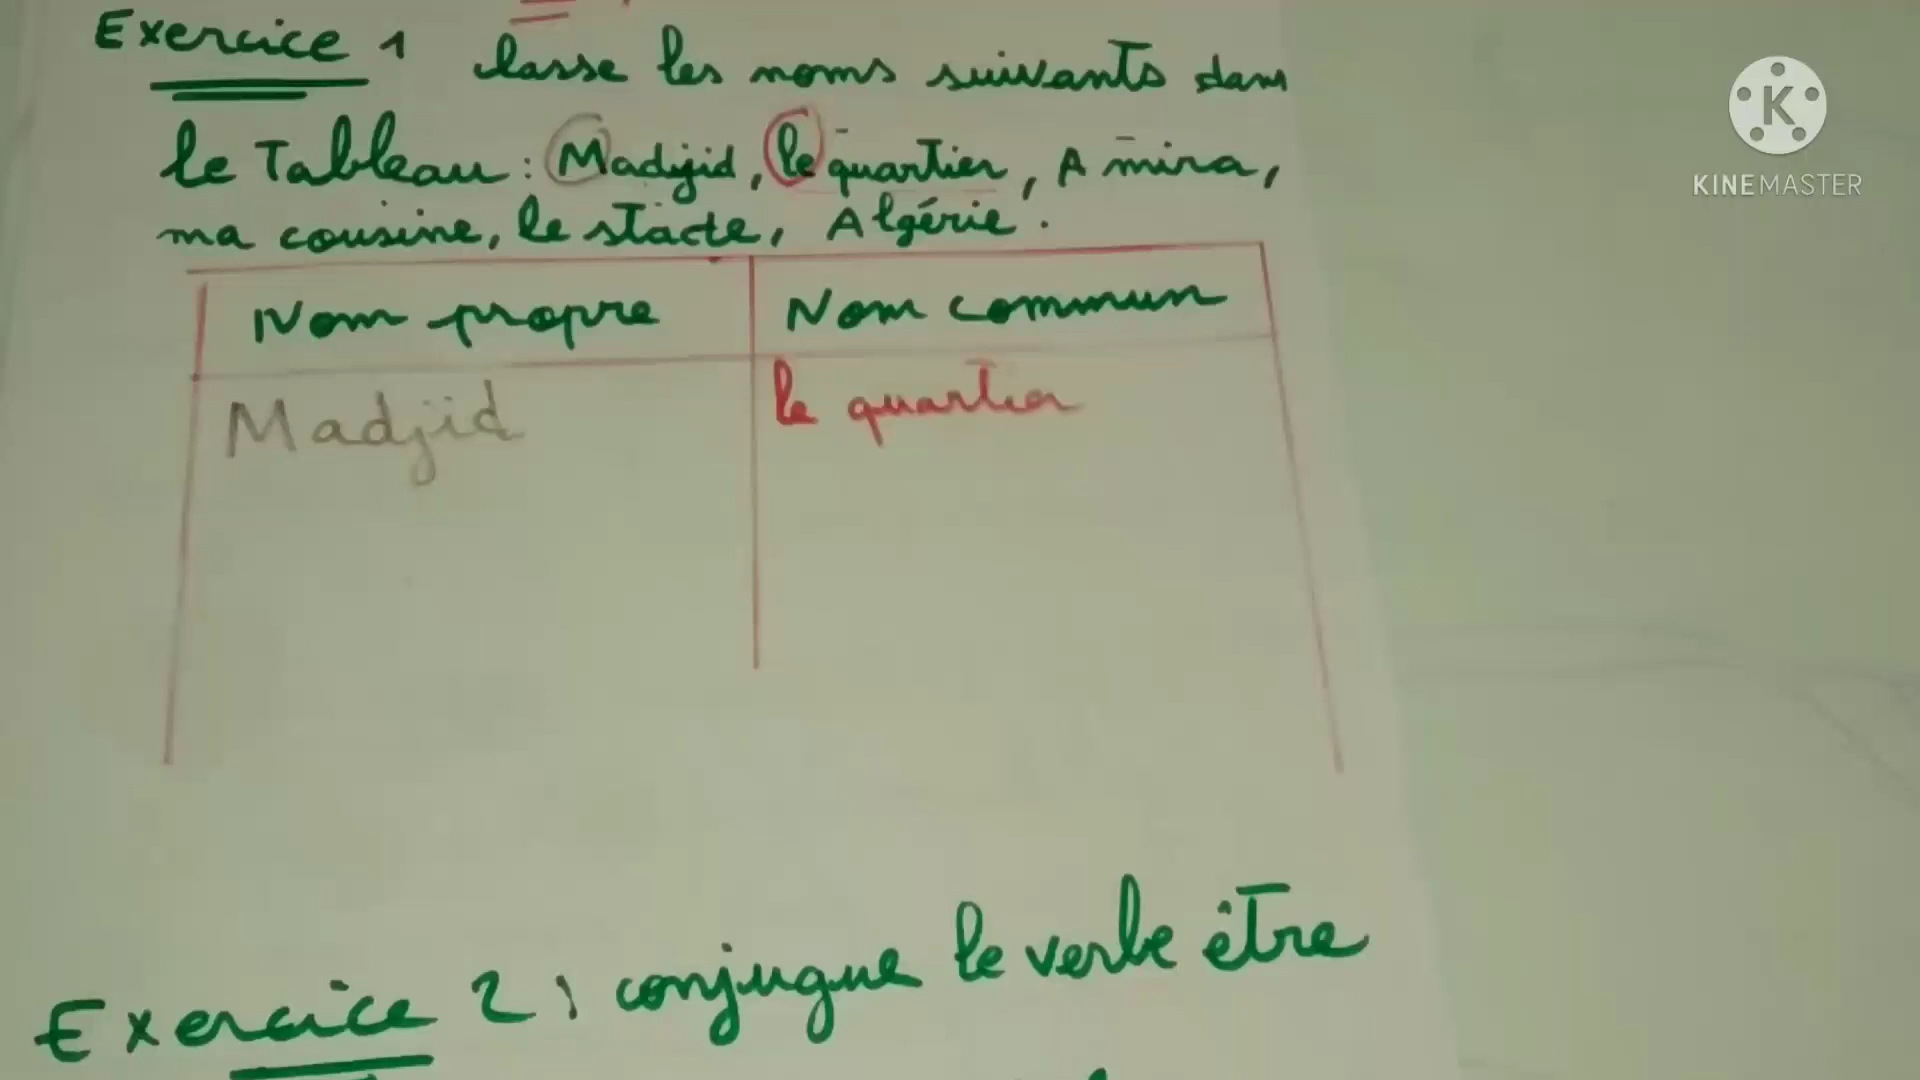 Exercice 1 classe les noms suivants dans
le Tableau : Madjid, le quartier, Amira,
ma cousine, le stade, Algérie.
Nom propre Nom commun
Madjid le quartier
Exercice 2 : conjugue le verbe être
K
KINEMASTER